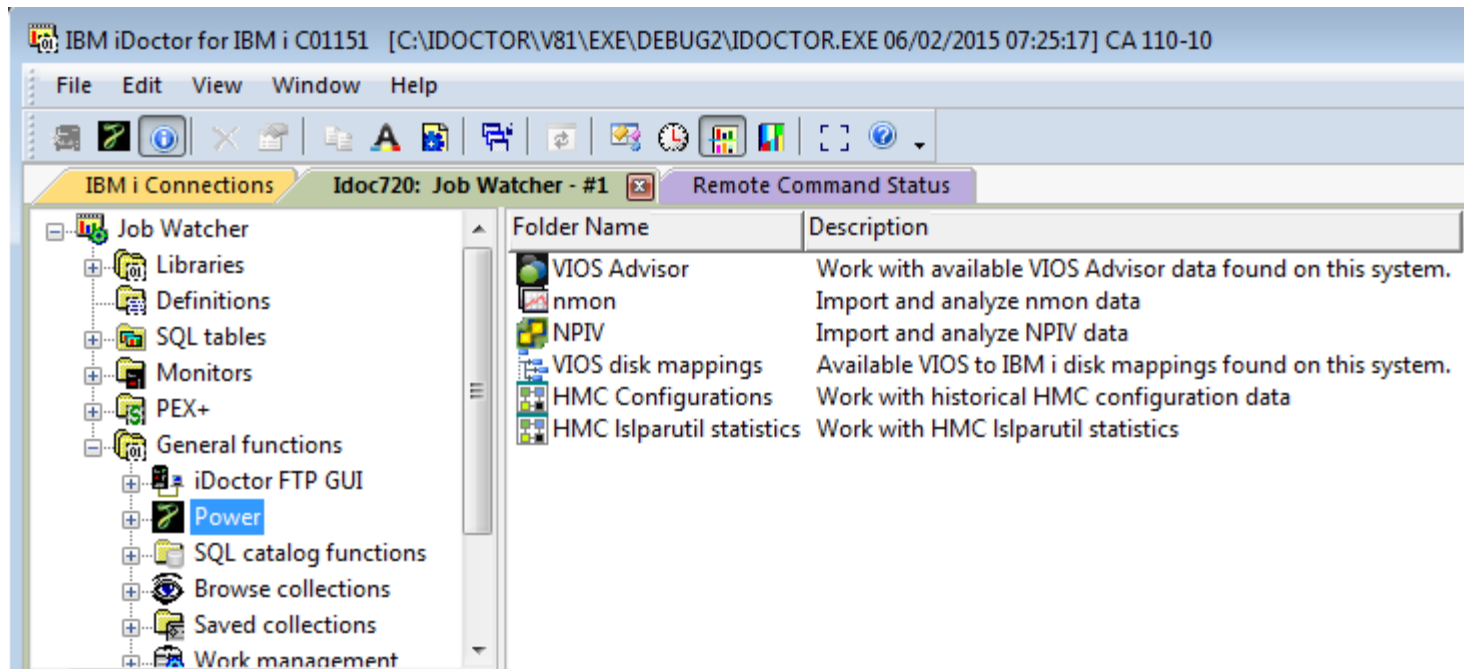 IBM iDoctor for IBM i C01151 [C:\IDOCTOR\V81\EXE\DEBUG2\IDOCTOR.EXE 06/02/2015 07:25:17] CA 110-10
File Edit View Window Help
IBM i Connections Idoc720: Job Watcher - #1 Remote Command Status
Job Watcher
Libraries
Definitions
SQL tables
Monitors
PEX+
General functions
iDoctor FTP GUI
Power
SQL catalog functions
Browse collections
Saved collections
Work management
Folder Name Description
VIOS Advisor Work with available VIOS Advisor data found on this system.
nmon Import and analyze nmon data
NPIV Import and analyze NPIV data
VIOS disk mappings Available VIOS to IBM i disk mappings found on this system.
HMC Configurations Work with historical HMC configuration data
HMC lslparutil statistics Work with HMC lslparutil statistics